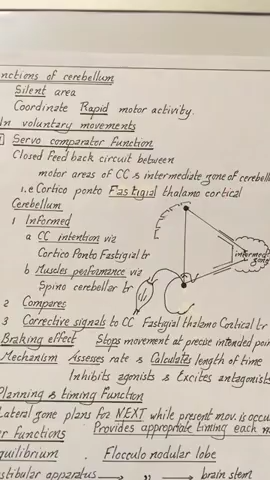 nctions of cerebellum
Silent area
Coordinate Rapid motor activity.
In voluntary movements
Servo comparator Function
Closed Feed back circuit between
motor areas of CC & intermediate zone of cerebell
i.e Cortico ponto Fastigial thalamo cortical
Cerebellum
1 Informed
a CC intention via
Cortico Ponto Fastigial tr
intermed
zone
b Muscles performance via
Spino cerebellar tr
2 Compares
3 Corrective signals to CC Fastigial thalamo Cortical tr
Braking effect Stops movement at precise intended poin
Mechanism Assesses rate & Calculates length of time
Inhibits agonists & Excites antagonists
Planning & timing Function
Lateral zone plans for NEXT while present mov. is occu
r functions Provides appropriate timing each m
quilibrium . Flocculo nodular lobe
estibular apparatus → " → brain stem